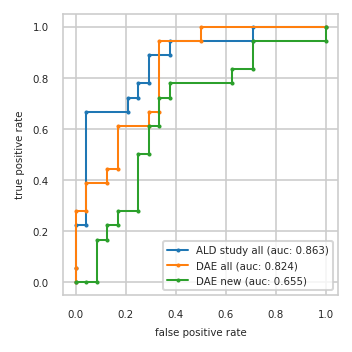 true positive rate
1.0
0.8
0.6
0.4
0.2
0.0
ALD study all (auc: 0.863)
DAE all (auc: 0.824)
DAE new (auc: 0.655)
0.0 0.2 0.4 0.6 0.8 1.0
false positive rate